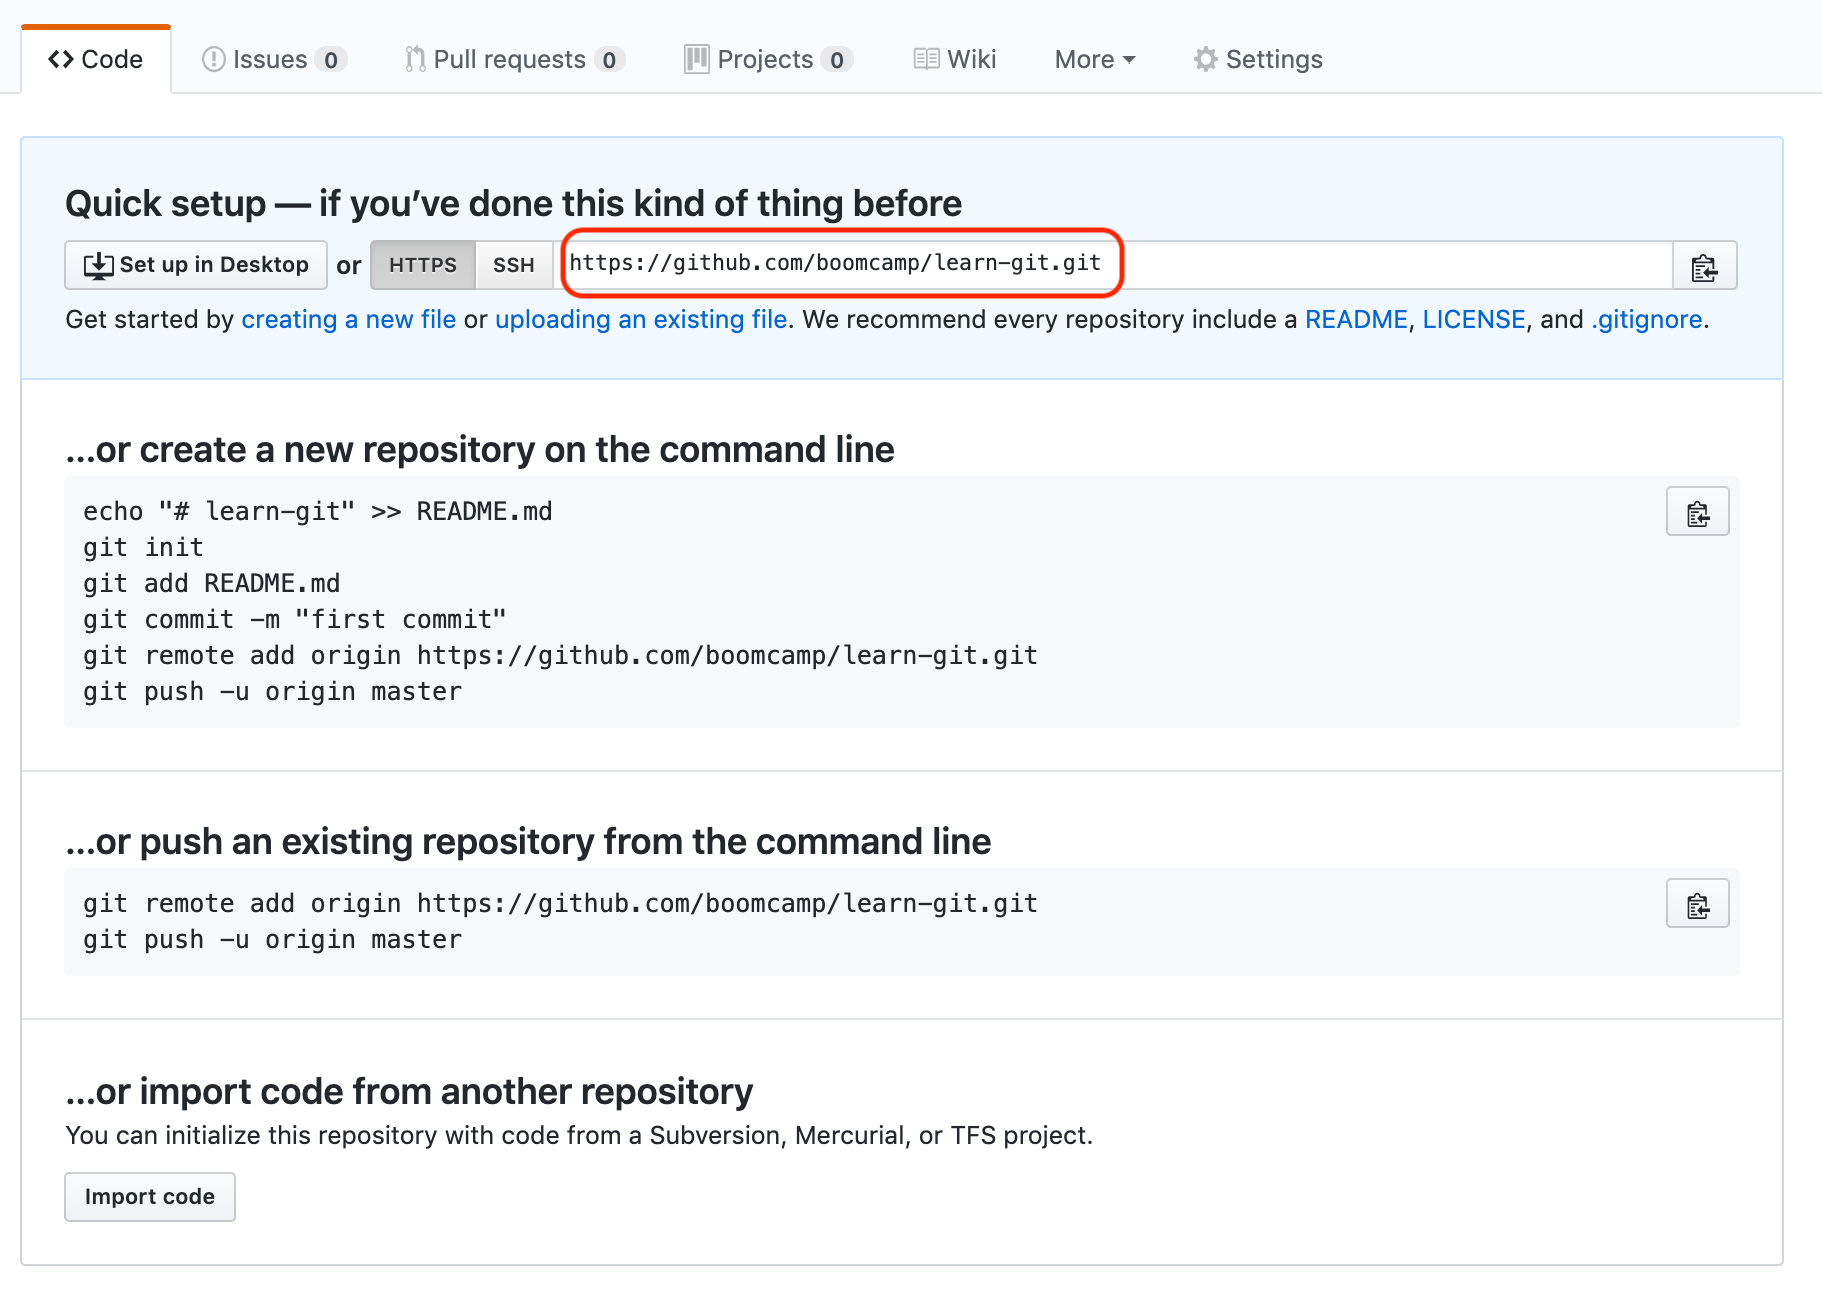 Code Issues 0 Pull requests 0 Projects 0 Wiki More Settings
Quick setup — if you’ve done this kind of thing before
Set up in Desktop or HTTPS SSH https://github.com/boomcamp/learn-git.git
Get started by creating a new file or uploading an existing file. We recommend every repository include a README, LICENSE, and .gitignore.
...or create a new repository on the command line
echo "# learn-git" >> README.md
git init
git add README.md
git commit -m "first commit"
git remote add origin https://github.com/boomcamp/learn-git.git
git push -u origin master
...or push an existing repository from the command line
git remote add origin https://github.com/boomcamp/learn-git.git
git push -u origin master
...or import code from another repository
You can initialize this repository with code from a Subversion, Mercurial, or TFS project.
Import code